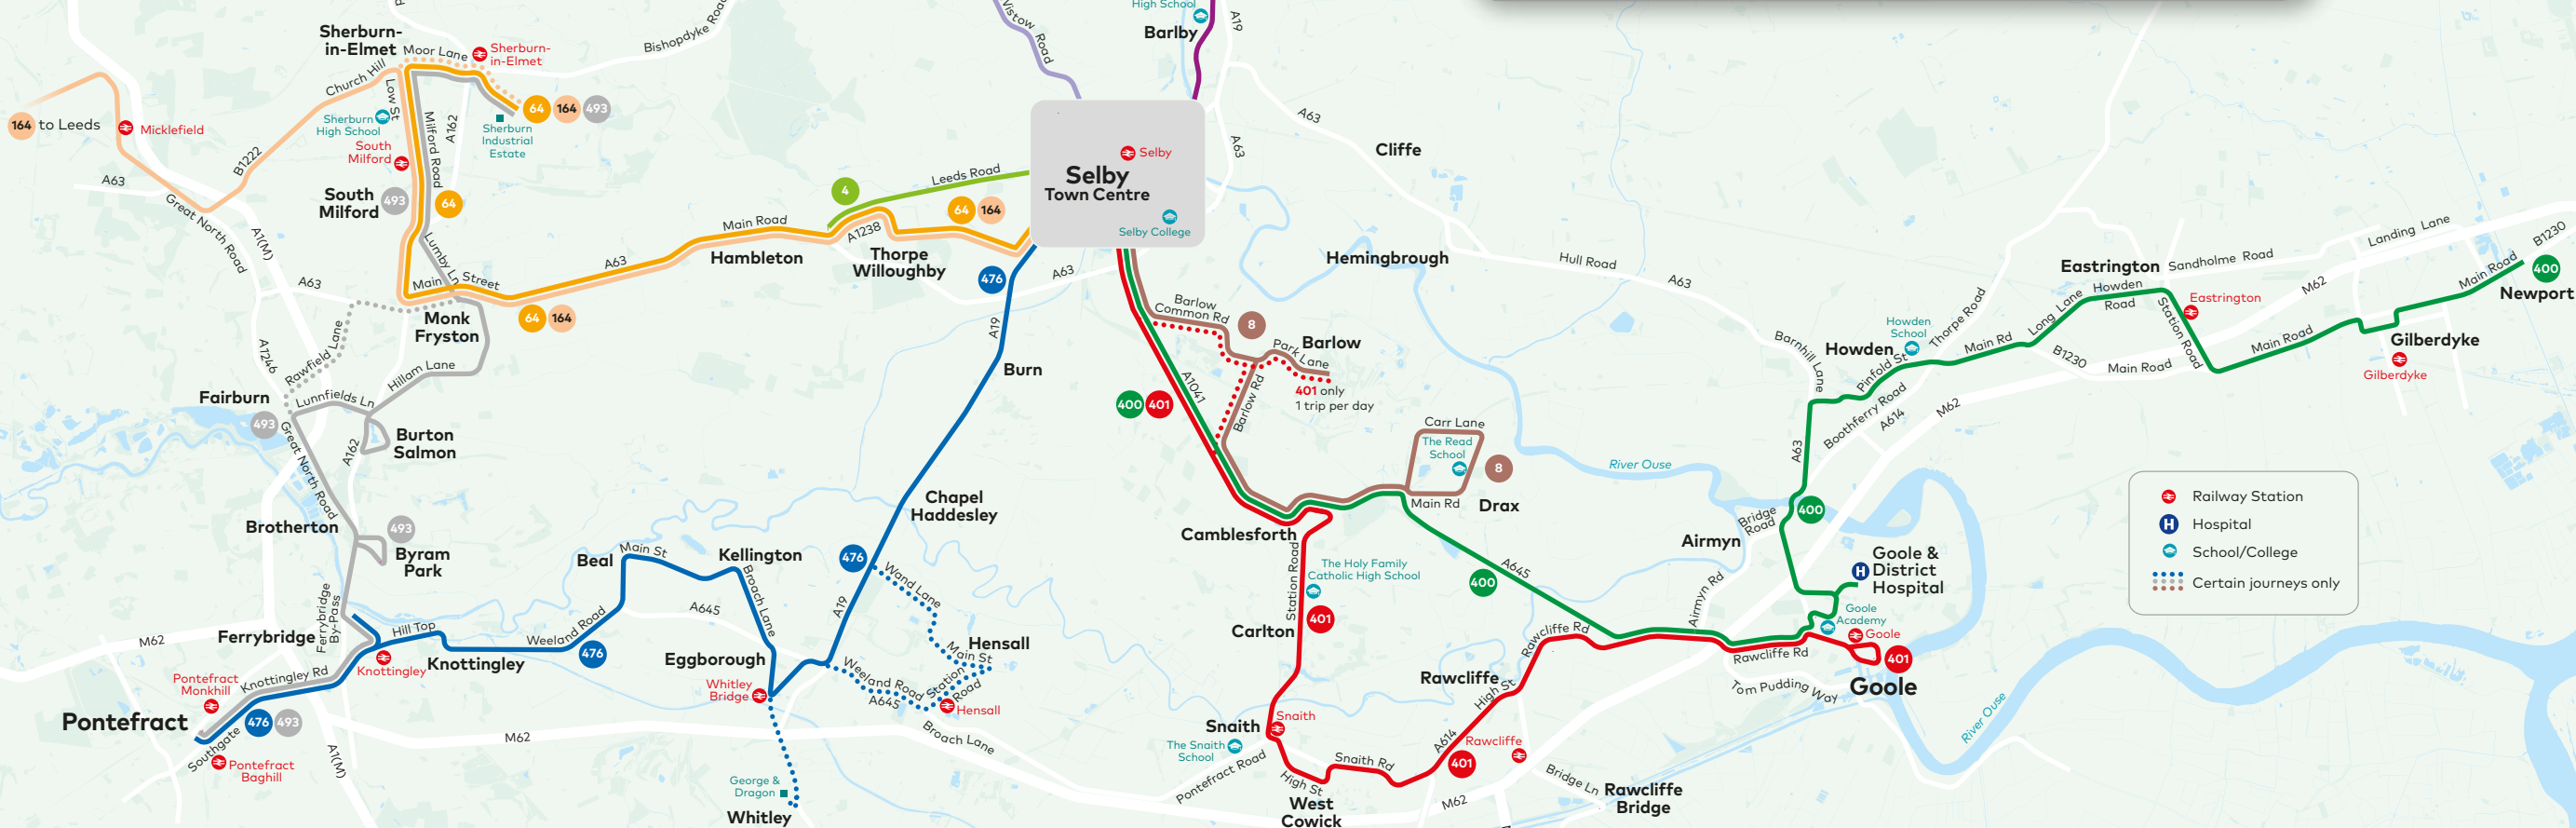 Sherburn-
in-Elmet
Moor Lane
Sherburn-
in-Elmet
Bishopdyke Road
Church Hill
Low St
164 to Leeds
Micklefield
Sherburn
High School
South
Milford
Milford Road
A162
64
164
493
Sherburn
Industrial
Estate
B1222
A63
Great North Road
A1(M)
South
Milford
493
64
Lumby Ln
A63
Main Street
Monk
Fryston
64
164
A63
Hambleton
Main Road
A1238
4
Leeds Road
64
164
Thorpe
Willoughby
Wistow
Road
High School
Barlby
A19
A63
A63
Selby
Selby
Town Centre
Selby College
476
A63
A19
Burn
Cliffe
Hemingbrough
Hull Road
A63
Barlow
Common Rd
8
Barlow
Park Lane
401 only
1 trip per day
Barlow Rd
A1041
400
401
Carr Lane
The Read
School
8
Main Rd
Drax
River Ouse
Barnhill Lane
Howden
School
Howden
Thorpe Road
Pinfold St
Main Rd
Long Lane
Boothferry Road
A614
M62
B1230
Main Road
Eastrington
Howden
Road
Sandholme Road
Landing Lane
Eastrington
Station Road
M62
Main Road
Main Road
B1230
400
Newport
Gilberdyke
Gilberdyke
A63
400
Bridge
Road
Airmyn
Airmyn Rd
Goole &
District
Hospital
Goole
Academy
Goole
401
Goole
Rawcliffe Rd
Tom Pudding Way
River Ouse
Railway Station
Hospital
School/College
Certain journeys only
A1246
Rawfield Lane
Hillam Lane
Fairburn
493
Lunnfields Ln
Great North Road
A162
Burton
Salmon
Brotherton
493
Byram
Park
Ferrybridge
By-Pass
Ferrybridge
M62
Hill Top
Knottingley
Knottingley
Knottingley Rd
Pontefract
Monkhill
Pontefract
476
493
Southgate
Pontefract
Baghill
A1(M)
M62
Weeland Road
476
Beal
Main St
A645
Kellington
Broach Lane
Eggborough
Whitley
Bridge
George &
Dragon
Whitley
Chapel
Haddesley
476
A19
Wand Lane
Main St
Hensall
Weeland Road
Station
Road
A645
Hensall
Broach Lane
Camblesforth
Station Road
The Holy Family
Catholic High School
401
Carlton
A645
400
Rawcliffe Rd
Rawcliffe
High St
A614
401
Rawcliffe
Snaith
Snaith
The Snaith
School
Pontefract Road
High St
Snaith Rd
West
Cowick
M62
Bridge Ln
Rawcliffe
Bridge